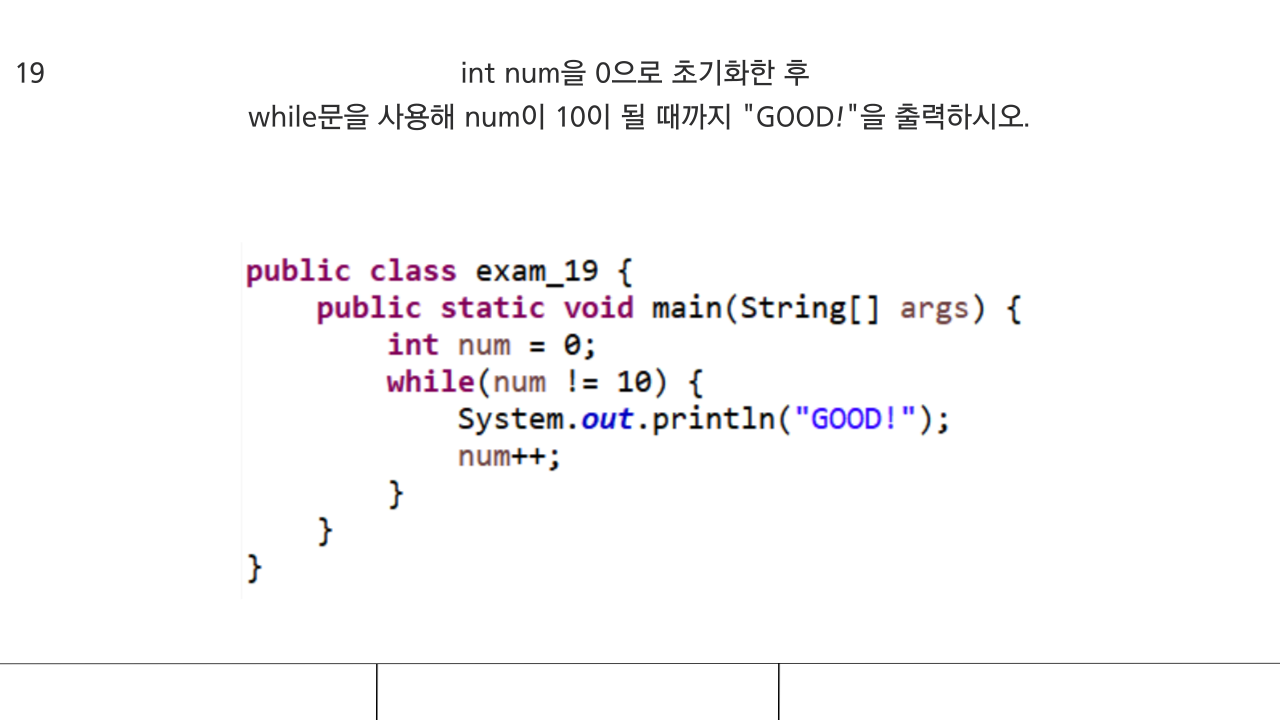 19
int num을 0으로 초기화한 후
while문을 사용해 num이 10이 될 때까지 "GOOD!"을 출력하시오.
public class exam_19 {
    public static void main(String[] args) {
        int num = 0;
        while(num != 10) {
            System.out.println("GOOD!");
            num++;
        }
    }
}